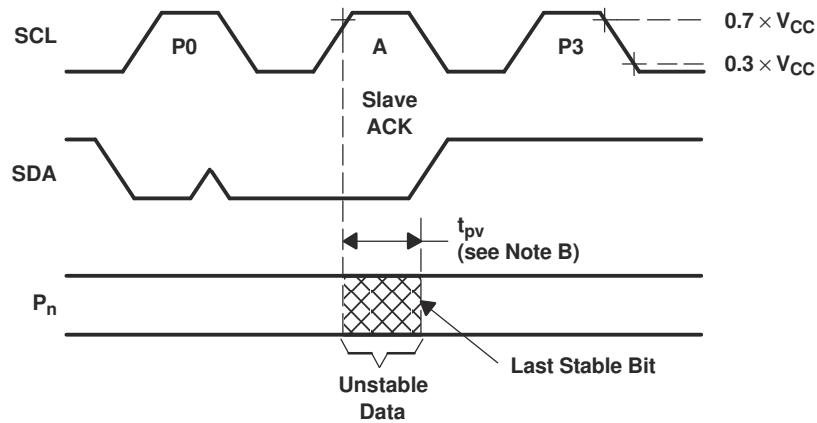 SCL
P0
A
P3
0.7 × VCC
0.3 × VCC
Slave
ACK
SDA
tpv
(see Note B)
Pn
Last Stable Bit
Unstable
Data